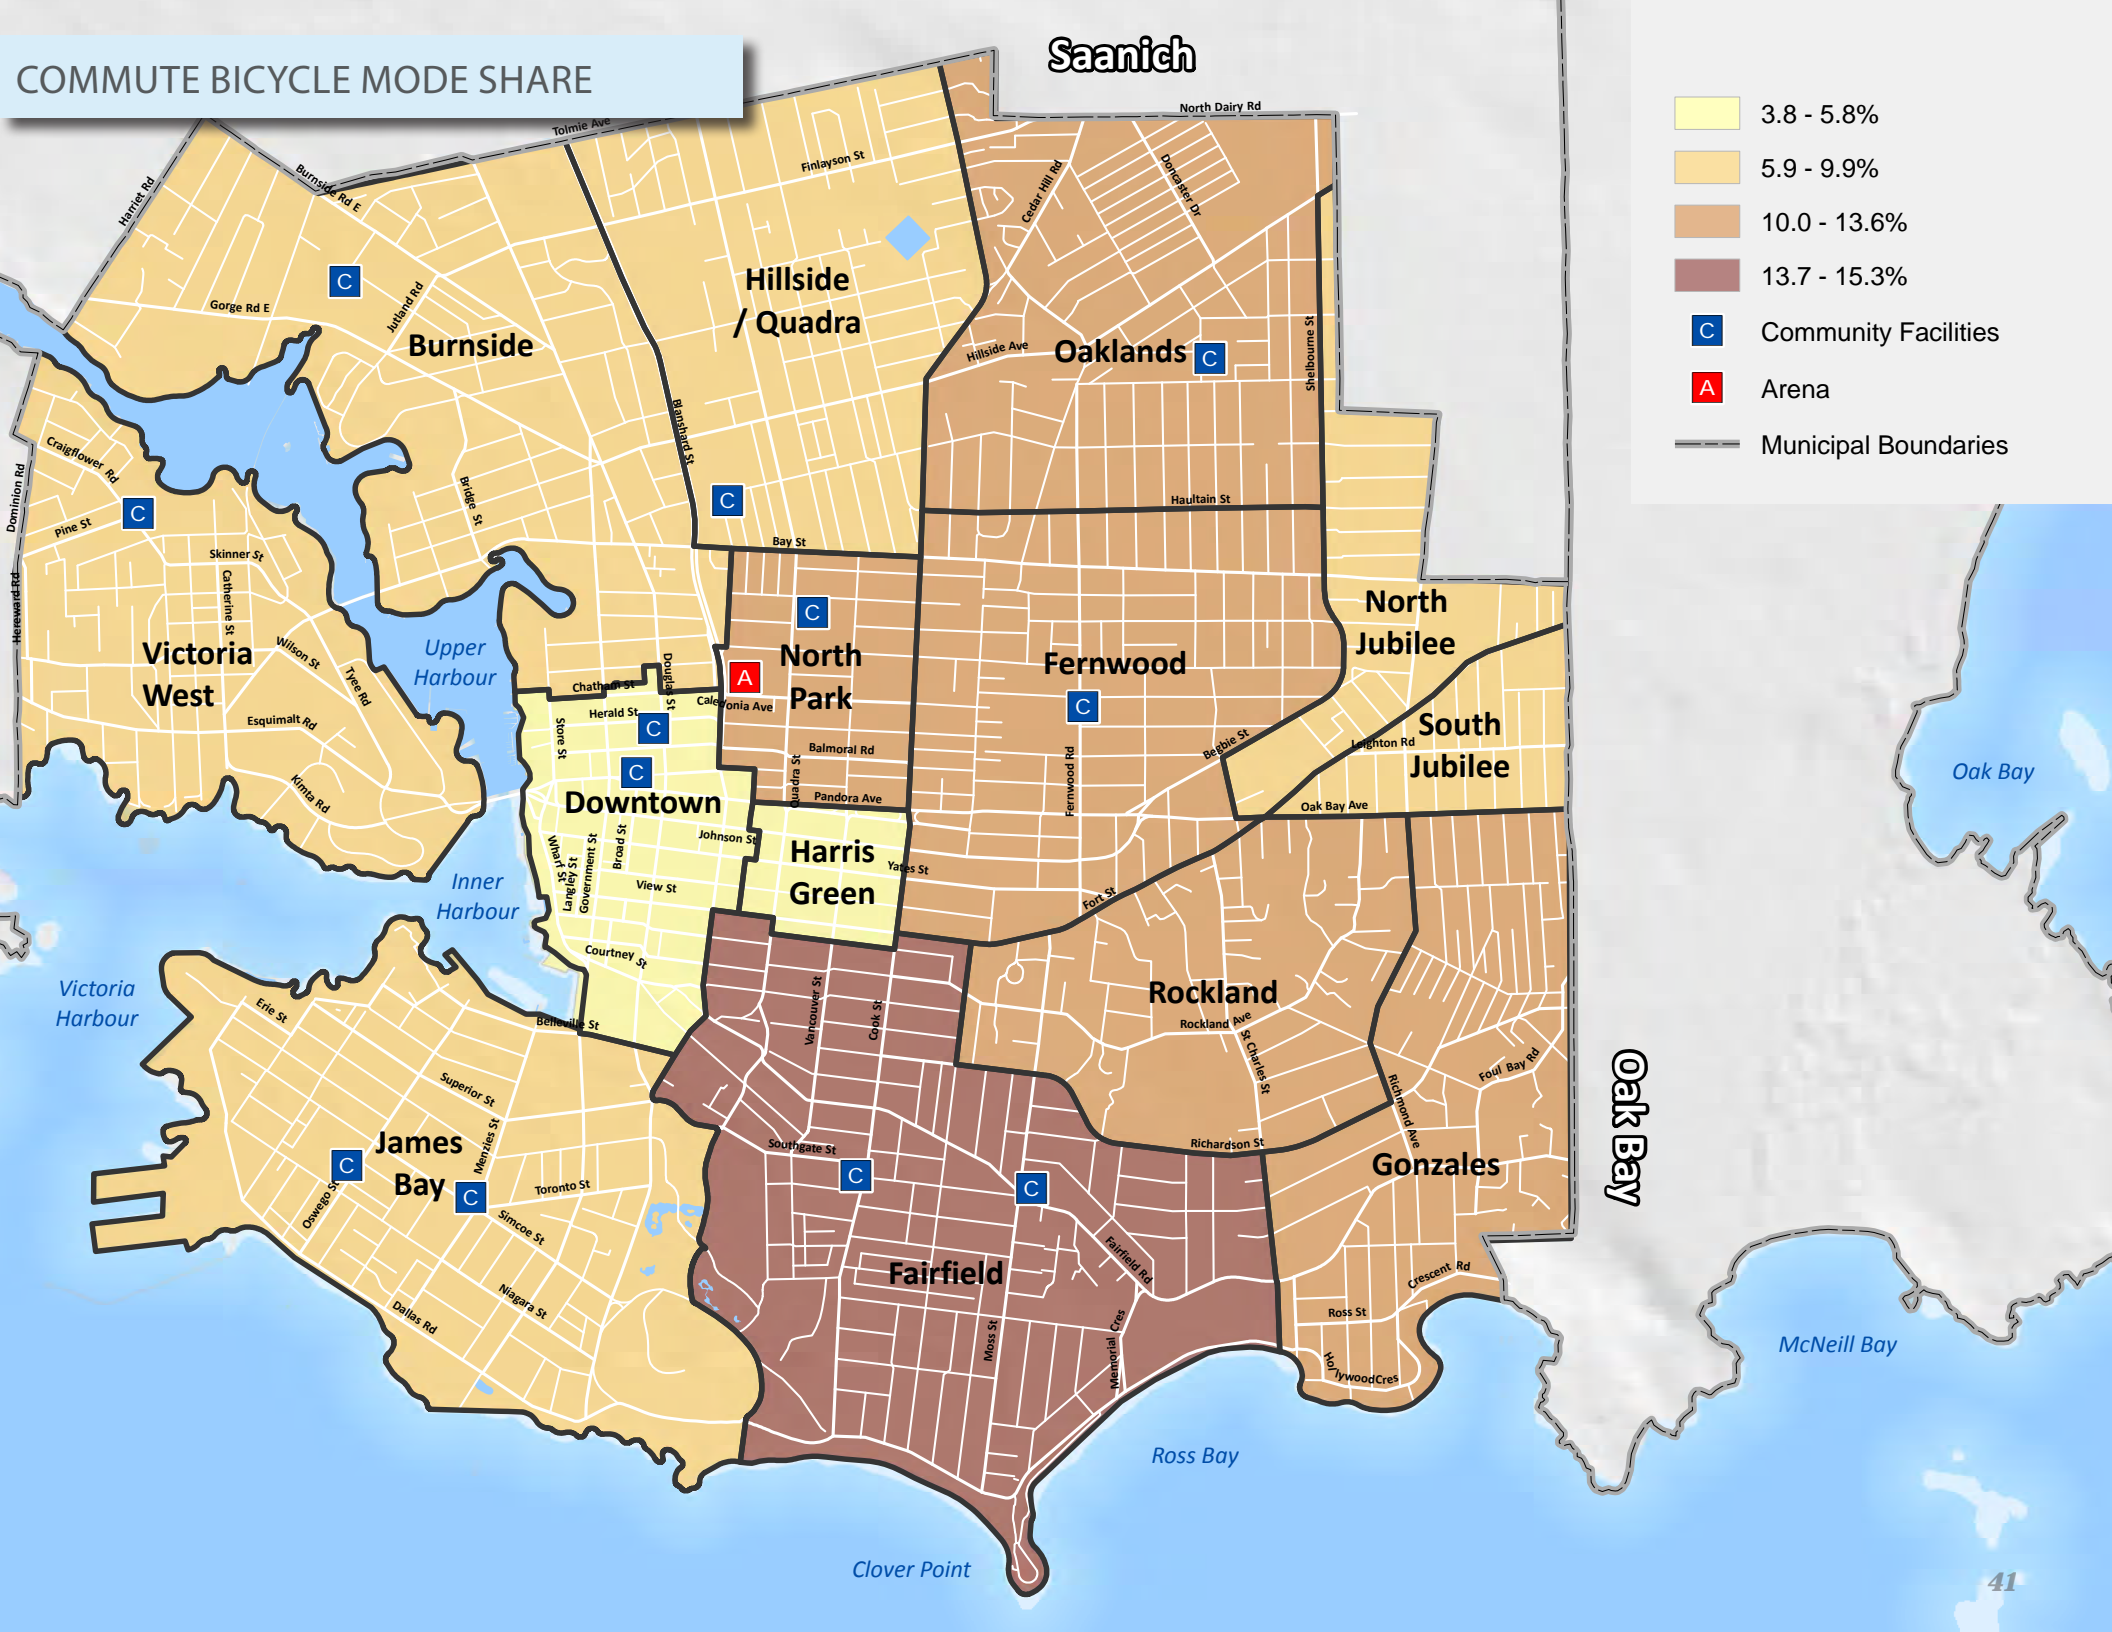 COMMUTE BICYCLE MODE SHARE
Saanich
3.8 - 5.8%
5.9 - 9.9%
10.0 - 13.6%
13.7 - 15.3%
C
Community Facilities
A
Arena
Municipal Boundaries
North Dairy Rd
Tolmie Ave
Finlayson St
Burnside Rd E
Harriet Rd
Cedar Hill Rd
Doncaster Dr
C
Gorge Rd E
Jutland Rd
Burnside
Hillside
/ Quadra
Hillside Ave
Oaklands
C
Shelbourne St
Blanshard St
Craigflower Rd
Dominion Rd
C
Pine St
Bridge St
C
Haultain St
Bay St
Skinner St
Catherine St
Hereward Rd
Victoria
West
Wilson St
Tyee Rd
Esquimalt Rd
Kimta Rd
Upper
Harbour
C
North
Park
A
Fernwood
C
North
Jubilee
South
Jubilee
Leighton Rd
Chatham St
Douglas St
Caledonia Ave
Herald St
C
Store St
C
Downtown
Balmoral Rd
Quadra St
Pandora Ave
Fernwood Rd
Begbie St
Oak Bay Ave
Oak Bay
Johnson St
Broad St
Wharf St
Langley St
Government St
View St
Harris
Green
Yates St
Fort St
Inner
Harbour
Courtney St
Victoria
Harbour
Erie St
Belleville St
Vancouver St
Cook St
Rockland
Rockland Ave
St Charles St
Richmond Ave
Foul Bay Rd
Oak Bay
Superior St
Menzies St
James
Bay
C
C
Oswego St
Toronto St
Simcoe St
Southgate St
C
C
Richardson St
Gonzales
Fairfield
Fairfield Rd
Crescent Rd
Ross St
Niagara St
Dallas Rd
Moss St
Memorial Cres
HollywoodCres
McNeill Bay
Ross Bay
Clover Point
41